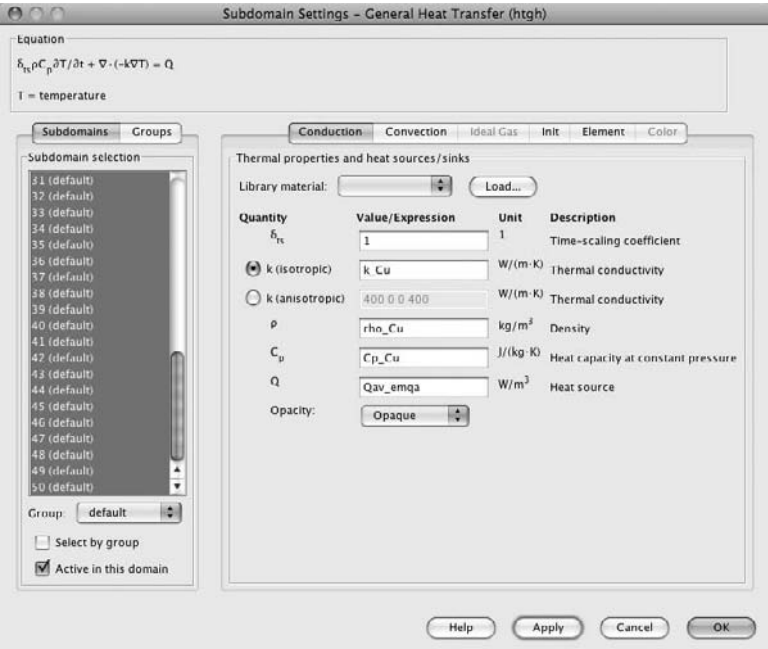 Subdomain Settings – General Heat Transfer (htgh)
Equation
δtsρCp∂T/∂t + ∇·(-k∇T) = Q
T = temperature
Subdomains Groups
Subdomain selection
31 (default)
32 (default)
33 (default)
34 (default)
35 (default)
36 (default)
37 (default)
38 (default)
39 (default)
40 (default)
41 (default)
42 (default)
43 (default)
44 (default)
45 (default)
46 (default)
47 (default)
48 (default)
49 (default)
50 (default)
Group: default
Select by group
Active in this domain
Conduction Convection Ideal Gas Init Element Color
Thermal properties and heat sources/sinks
Library material: Load...
Quantity Value/Expression Unit Description
δts 1 1 Time-scaling coefficient
k (isotropic) k_Cu W/(m·K) Thermal conductivity
k (anisotropic) 400 0 0 400 W/(m·K) Thermal conductivity
ρ rho_Cu kg/m³ Density
Cp Cp_Cu J/(kg·K) Heat capacity at constant pressure
Q Qav_emqa W/m³ Heat source
Opacity: Opaque
Help Apply Cancel OK